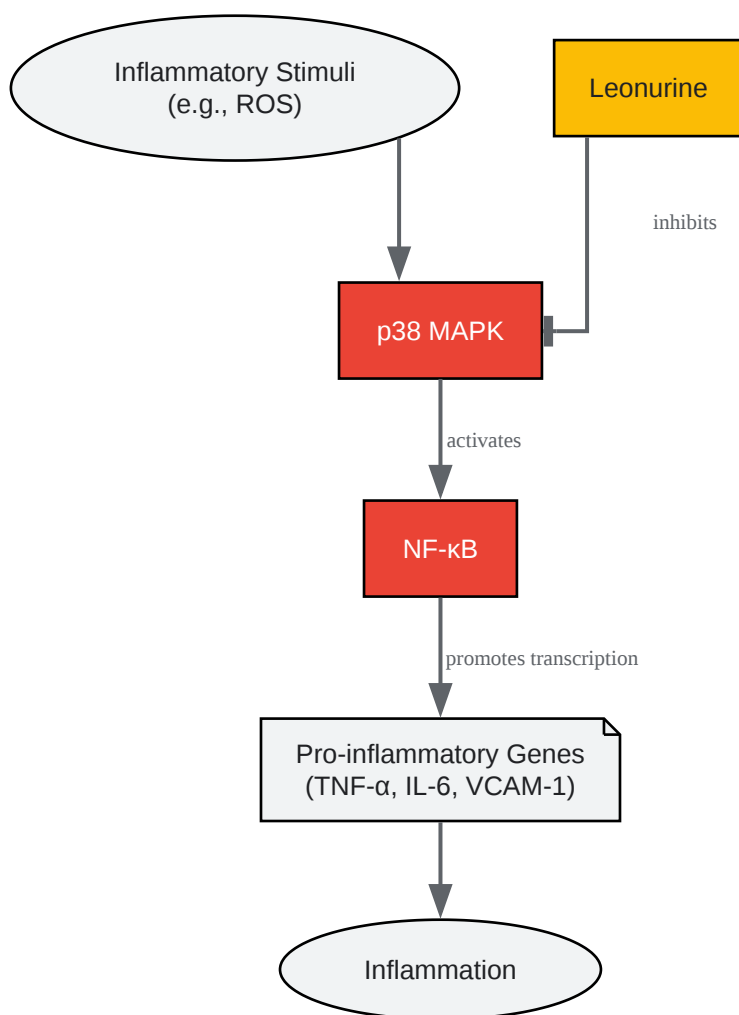 Inflammatory Stimuli
(e.g., ROS)
Leonurine
inhibits
p38 MAPK
activates
NF-κB
promotes transcription
Pro-inflammatory Genes
(TNF-α, IL-6, VCAM-1)
Inflammation